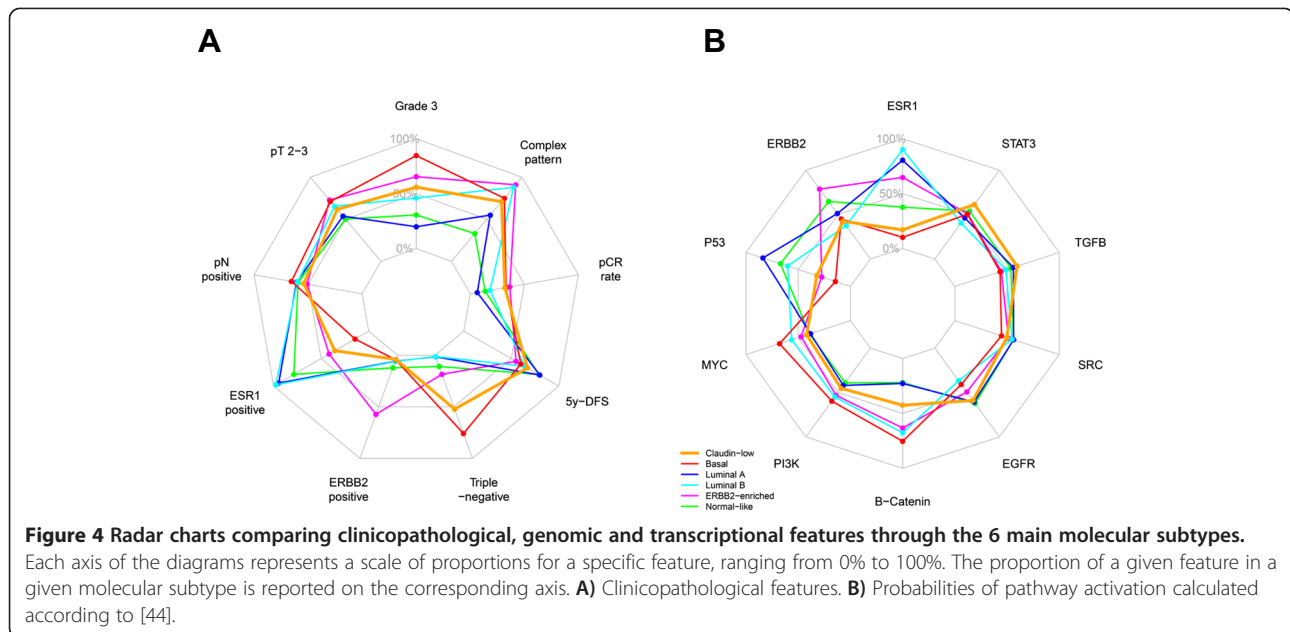 A
B
Grade 3
Complex
pattern
pCR
rate
5y-DFS
Triple
-negative
ERBB2
positive
ESR1
positive
pN
positive
pT 2-3
100%
50%
0%
ESR1
STAT3
TGFB
SRC
EGFR
B-Catenin
PI3K
MYC
P53
ERBB2
100%
50%
0%
Claudin-low
Basal
Luminal A
Luminal B
ERBB2-enriched
Normal-like
Figure 4 Radar charts comparing clinicopathological, genomic and transcriptional features through the 6 main molecular subtypes.
Each axis of the diagrams represents a scale of proportions for a specific feature, ranging from 0% to 100%. The proportion of a given feature in a
given molecular subtype is reported on the corresponding axis. A) Clinicopathological features. B) Probabilities of pathway activation calculated
according to [44].